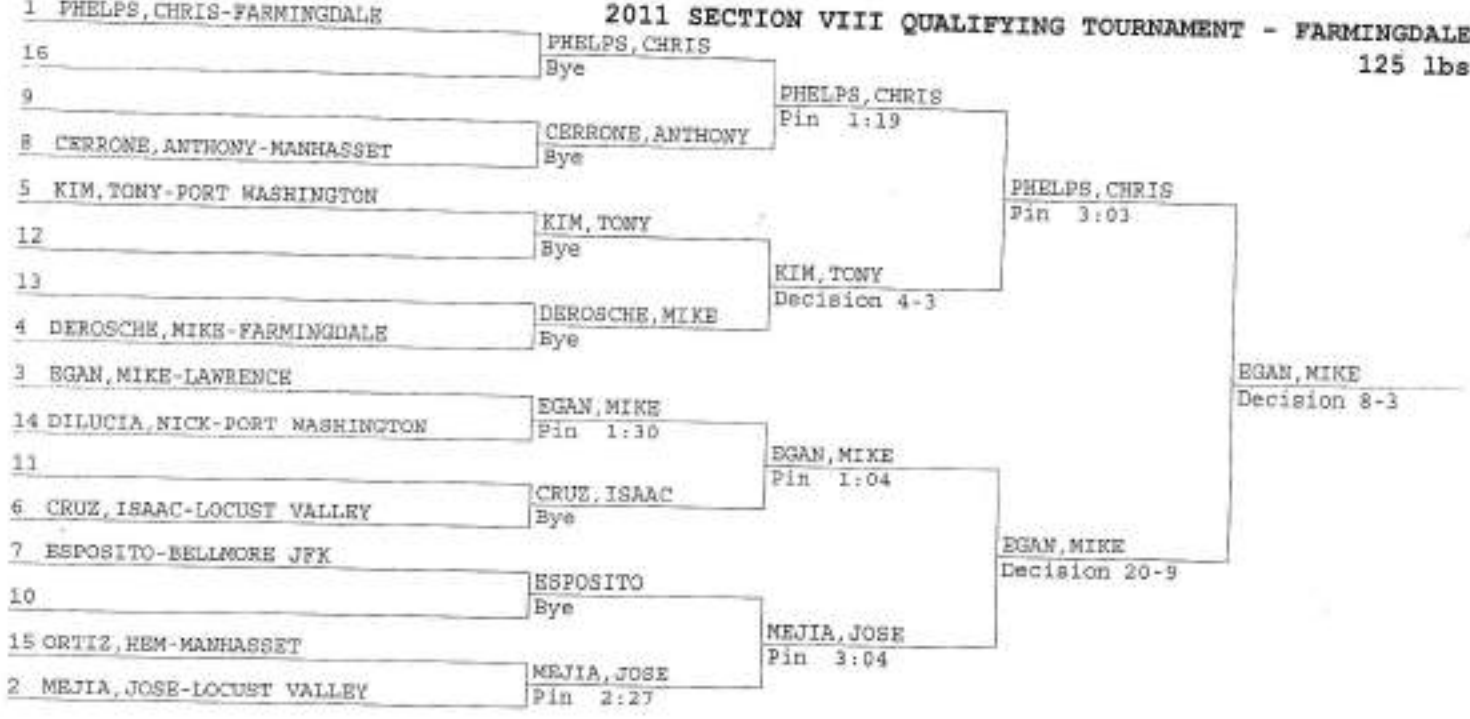 2011 SECTION VIII QUALIFYING TOURNAMENT - FARMINGDALE
125 lbs
1 PHELPS,CHRIS-FARMINGDALE
16
9
8 CERRONE,ANTHONY-MANHASSET
5 KIM,TONY-PORT WASHINGTON
12
13
4 DEROSCHE,MIKE-FARMINGDALE
3 EGAN,MIKE-LAWRENCE
14 DILUCIA,NICK-PORT WASHINGTON
11
6 CRUZ,ISAAC-LOCUST VALLEY
7 ESPOSITO-BELLMORE JFK
10
15 ORTIZ,HEM-MANHASSET
2 MEJIA,JOSE-LOCUST VALLEY
PHELPS,CHRIS
Bye
CERRONE,ANTHONY
Bye
KIM,TONY
Bye
DEROSCHE,MIKE
Bye
EGAN,MIKE
Pin 1:30
CRUZ,ISAAC
Bye
ESPOSITO
Bye
MEJIA,JOSE
Pin 2:27
PHELPS,CHRIS
Pin 1:19
KIM,TONY
Decision 4-3
EGAN,MIKE
Pin 1:04
MEJIA,JOSE
Pin 3:04
PHELPS,CHRIS
Pin 3:03
EGAN,MIKE
Decision 20-9
EGAN,MIKE
Decision 8-3